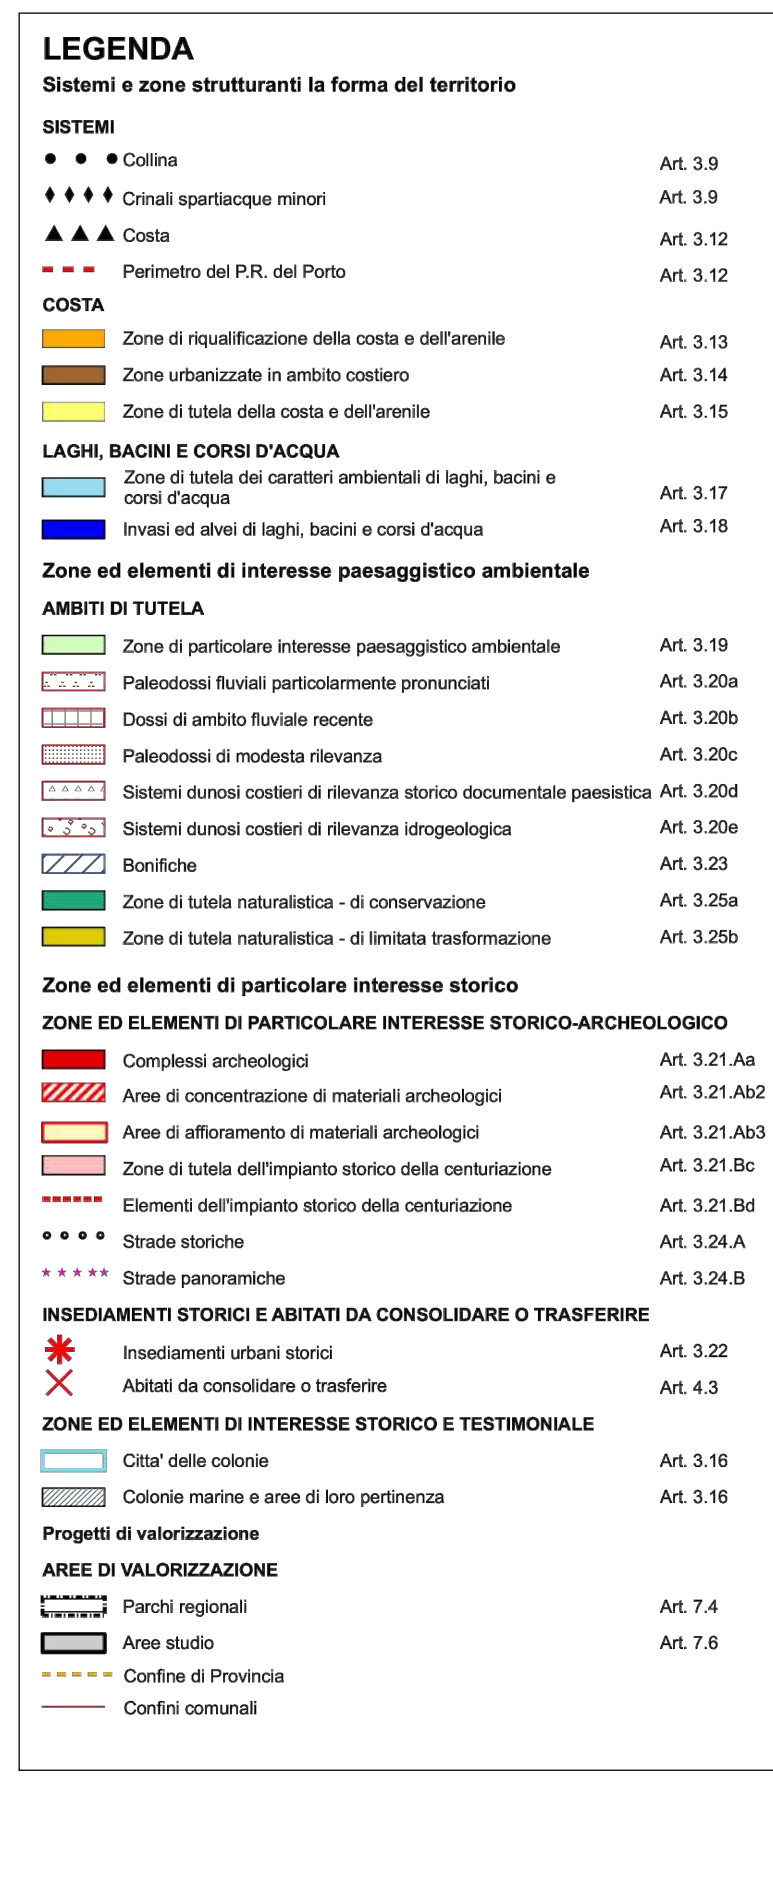 LEGENDA
Sistemi e zone strutturanti la forma del territorio
SISTEMI
Collina Art. 3.9
Crinali spartiacque minori Art. 3.9
Costa Art. 3.12
Perimetro del P.R. del Porto Art. 3.12
COSTA
Zone di riqualificazione della costa e dell'arenile Art. 3.13
Zone urbanizzate in ambito costiero Art. 3.14
Zone di tutela della costa e dell'arenile Art. 3.15
LAGHI, BACINI E CORSI D'ACQUA
Zone di tutela dei caratteri ambientali di laghi, bacini e
corsi d'acqua Art. 3.17
Invasi ed alvei di laghi, bacini e corsi d'acqua Art. 3.18
Zone ed elementi di interesse paesaggistico ambientale
AMBITI DI TUTELA
Zone di particolare interesse paesaggistico ambientale Art. 3.19
Paleodossi fluviali particolarmente pronunciati Art. 3.20a
Dossi di ambito fluviale recente Art. 3.20b
Paleodossi di modesta rilevanza Art. 3.20c
Sistemi dunosi costieri di rilevanza storico documentale paesistica Art. 3.20d
Sistemi dunosi costieri di rilevanza idrogeologica Art. 3.20e
Bonifiche Art. 3.23
Zone di tutela naturalistica - di conservazione Art. 3.25a
Zone di tutela naturalistica - di limitata trasformazione Art. 3.25b
Zone ed elementi di particolare interesse storico
ZONE ED ELEMENTI DI PARTICOLARE INTERESSE STORICO-ARCHEOLOGICO
Complessi archeologici Art. 3.21.Aa
Aree di concentrazione di materiali archeologici Art. 3.21.Ab2
Aree di affioramento di materiali archeologici Art. 3.21.Ab3
Zone di tutela dell'impianto storico della centuriazione Art. 3.21.Bc
Elementi dell'impianto storico della centuriazione Art. 3.21.Bd
Strade storiche Art. 3.24.A
Strade panoramiche Art. 3.24.B
INSEDIAMENTI STORICI E ABITATI DA CONSOLIDARE O TRASFERIRE
Insediamenti urbani storici Art. 3.22
Abitati da consolidare o trasferire Art. 4.3
ZONE ED ELEMENTI DI INTERESSE STORICO E TESTIMONIALE
Citta' delle colonie Art. 3.16
Colonie marine e aree di loro pertinenza Art. 3.16
Progetti di valorizzazione
AREE DI VALORIZZAZIONE
Parchi regionali Art. 7.4
Aree studio Art. 7.6
Confine di Provincia
Confini comunali